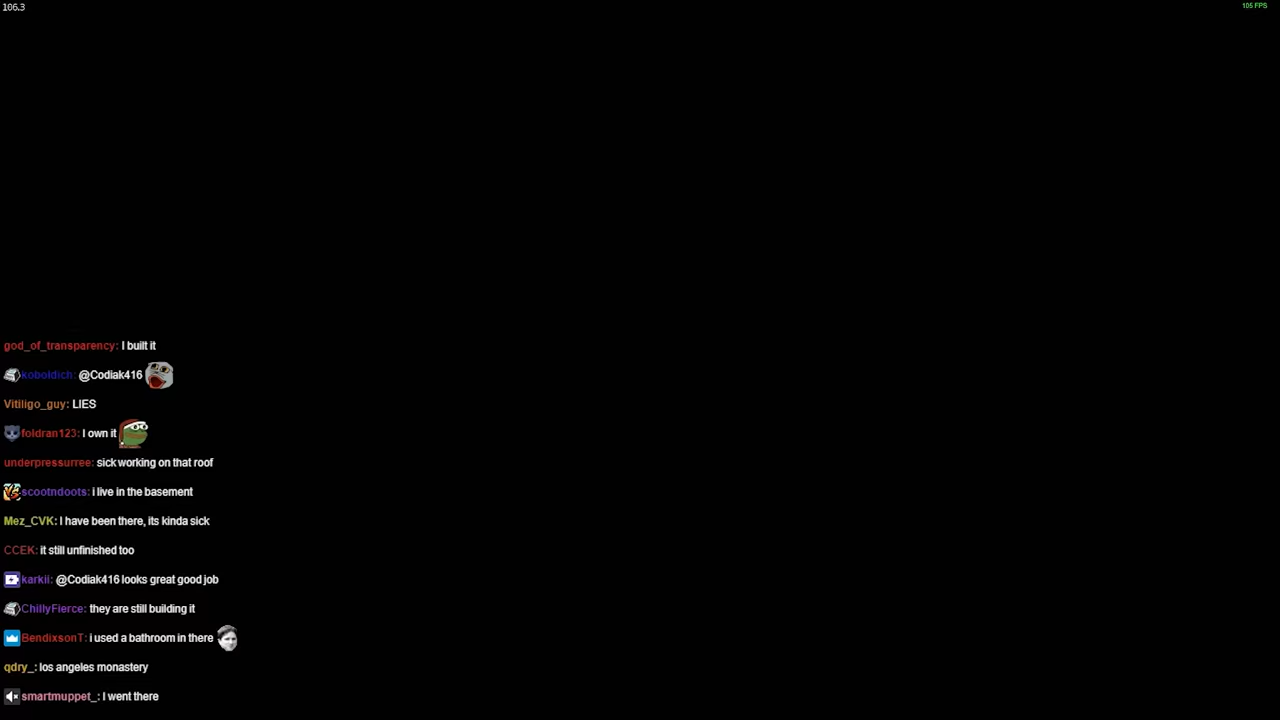 106.3
105 FPS
god_of_transparency: I built it
koboldich: @Codiak416
Vitiligo_guy: LIES
foldran123: I own it
underpressurree: sick working on that roof
scootndoots: i live in the basement
Mez_CVK: I have been there, its kinda sick
CCEK: it still unfinished too
karkii: @Codiak416 looks great good job
ChillyFierce: they are still building it
BendixsonT: i used a bathroom in there
qdry_: los angeles monastery
smartmuppet_: I went there